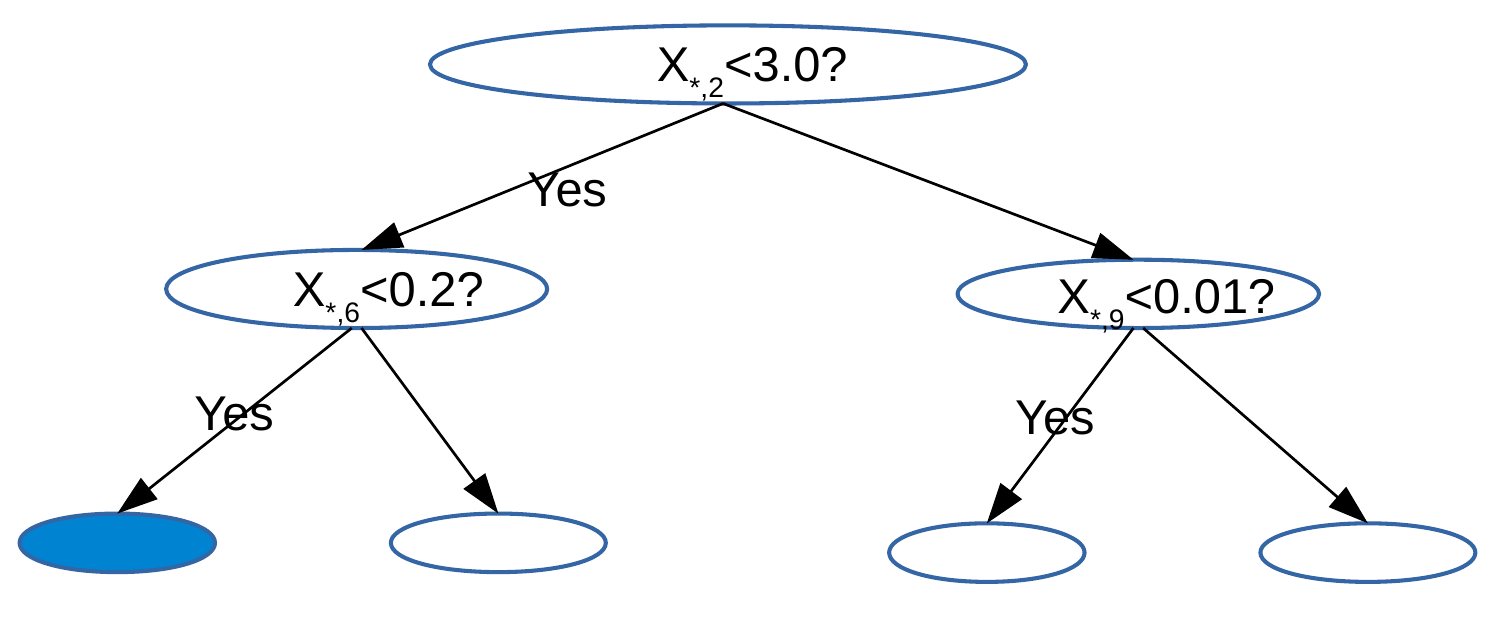 X*,2<3.0?
Yes
X*,6<0.2?
X*,9<0.01?
Yes
Yes